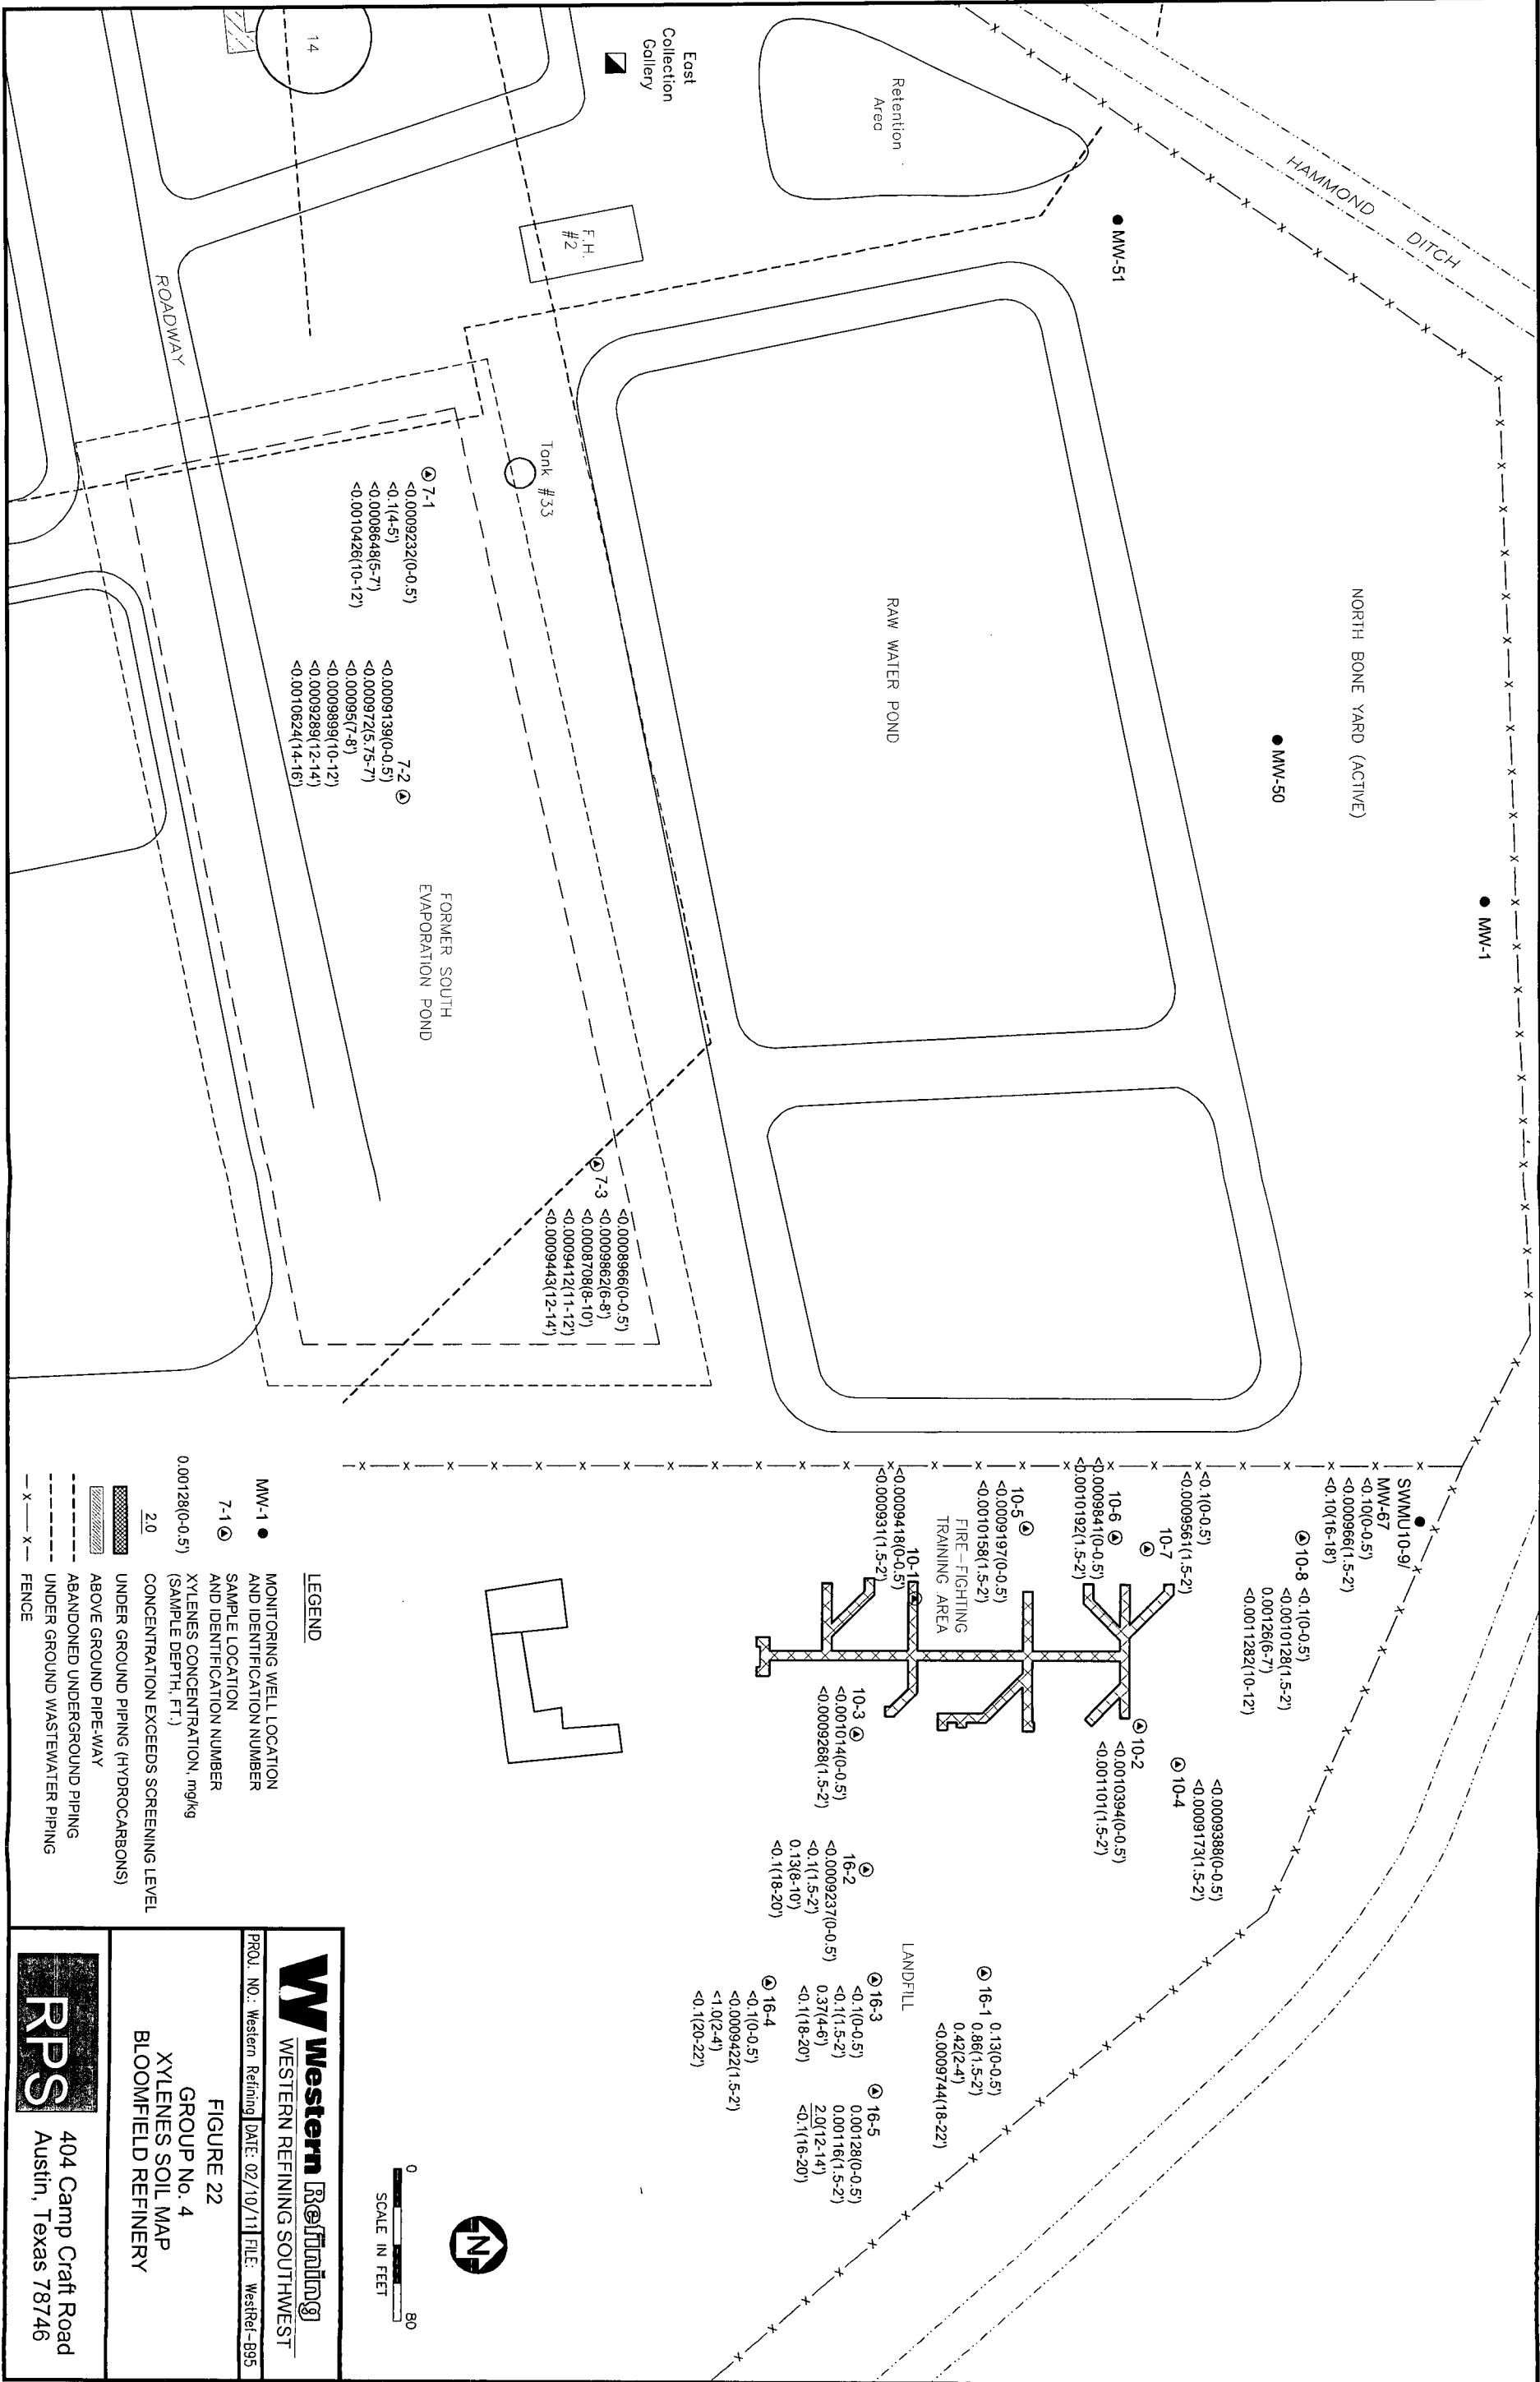 HAMMOND DITCH
East
Collection
Gallery
Retention
Area
MW-51
F.H.
#2
14
ROADWAY
Tank #33
NORTH BONE YARD (ACTIVE)
MW-50
MW-1
RAW WATER POND
7-1
<0.0009232(0-0.5')
<0.1(4-5')
<0.0008648(5-7')
<0.0010426(10-12')
7-2
<0.0009139(0-0.5')
<0.000972(5.75-7')
<0.00095(7-8')
<0.0009899(10-12')
<0.0009289(12-14')
<0.0010624(14-16')
FORMER SOUTH
EVAPORATION POND
7-3
<0.0008966(0-0.5')
<0.0009862(6-8')
<0.0008708(8-10')
<0.0009412(11-12')
<0.0009443(12-14')
SWMU10-9/
MW-67
<0.10(0-0.5')
<0.000966(1.5-2')
<0.10(16-18')
10-8
<0.1(0-0.5')
<0.0010128(1.5-2')
0.00126(6-7')
<0.0011282(10-12')
<0.1(0-0.5')
<0.0009561(1.5-2')
10-7
10-6
<0.0009841(0-0.5')
<0.0010192(1.5-2')
10-5
<0.0009197(0-0.5')
<0.0010158(1.5-2')
FIRE-FIGHTING
TRAINING AREA
10-1
<0.0009418(0-0.5')
<0.000931(1.5-2')
<0.0009388(0-0.5')
<0.0009173(1.5-2')
10-4
10-2
<0.0010394(0-0.5')
<0.001101(1.5-2')
10-3
<0.001014(0-0.5')
<0.0009268(1.5-2')
16-2
<0.0009237(0-0.5')
<0.1(1.5-2')
0.13(8-10')
<0.1(18-20')
LANDFILL
16-1
0.13(0-0.5')
0.86(1.5-2')
0.42(2-4')
<0.0009744(18-22')
16-3
<0.1(0-0.5')
<0.1(1.5-2')
0.37(4-6')
<0.1(18-20')
16-4
<0.1(0-0.5')
<0.0009422(1.5-2')
<1.0(2-4')
<0.1(20-22')
16-5
0.00128(0-0.5')
0.00116(1.5-2')
2.0(12-14')
<0.1(16-20')
LEGEND
MW-1 MONITORING WELL LOCATION
AND IDENTIFICATION NUMBER
7-1 SAMPLE LOCATION
AND IDENTIFICATION NUMBER
0.00128(0-0.5') XYLENES CONCENTRATION, mg/kg
(SAMPLE DEPTH, FT.)
2.0 CONCENTRATION EXCEEDS SCREENING LEVEL
UNDER GROUND PIPING (HYDROCARBONS)
ABOVE GROUND PIPE-WAY
ABANDONED UNDERGROUND PIPING
UNDER GROUND WASTEWATER PIPING
—x——x— FENCE
N
0 80
SCALE IN FEET
Western Refining
WESTERN REFINING SOUTHWEST
PROJ. NO.: Western Refining DATE: 02/10/11 FILE: WestRef-B95
FIGURE 22
GROUP No. 4
XYLENES SOIL MAP
BLOOMFIELD REFINERY
RPS
404 Camp Craft Road
Austin, Texas 78746